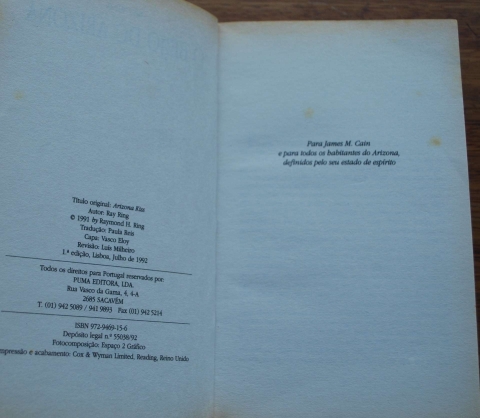 Título original: Arizona Kiss
Autor: Ray Ring
© 1991 by Raymond H. Ring
Tradução: Paula Reis
Capa: Vasco Eloy
Revisão: Luís Milheiro
1.ª edição, Lisboa, Julho de 1992
Todos os direitos para Portugal reservados por:
PUMA EDITORA, LDA.
Rua Vasco da Gama, 4, 4-A
2685 SACAVÉM
T. (01) 942 5089 / 941 9893 Fax (01) 942 5214
ISBN 972-9469-15-6
Depósito legal n.º 55038/92
Fotocomposição: Espaço 2 Gráfico
mpressão e acabamento: Cox & Wyman Limited, Reading, Reino Unido
Para James M. Cain
e para todos os habitantes do Arizona,
definidos pelo seu estado de espírito